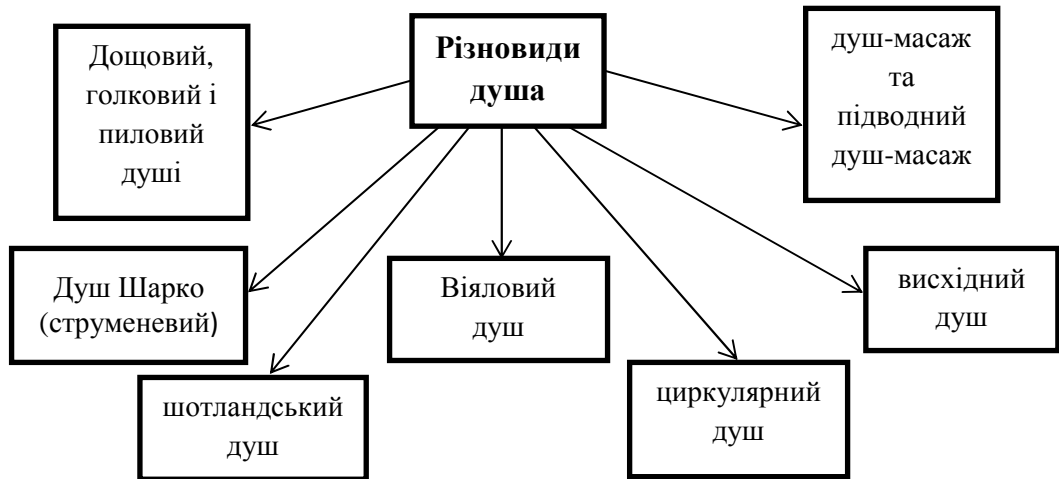 Різновиди
душа
Дощовий,
голковий і
пиловий
душі
душ-масаж
та
підводний
душ-масаж
Душ Шарко
(струменевий)
Віяловий
душ
висхідний
душ
шотландський
душ
циркулярний
душ